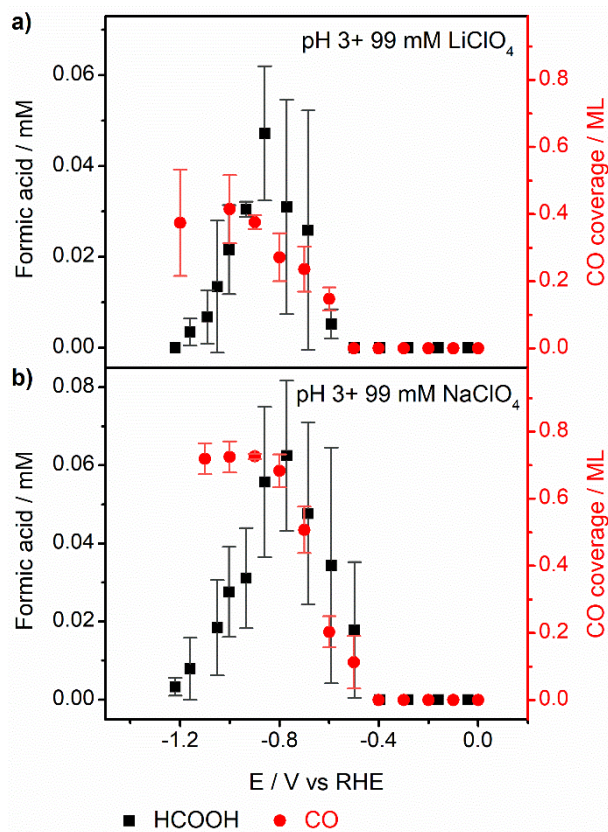 a)
pH 3+ 99 mM LiClO₄
Formic acid / mM
0.06
0.04
0.02
0.00
CO coverage / ML
0.8
0.6
0.4
0.2
0.0
b)
pH 3+ 99 mM NaClO₄
Formic acid / mM
0.08
0.06
0.04
0.02
0.00
CO coverage / ML
0.8
0.6
0.4
0.2
0.0
-1.2 -0.8 -0.4 0.0
E / V vs RHE
HCOOH CO